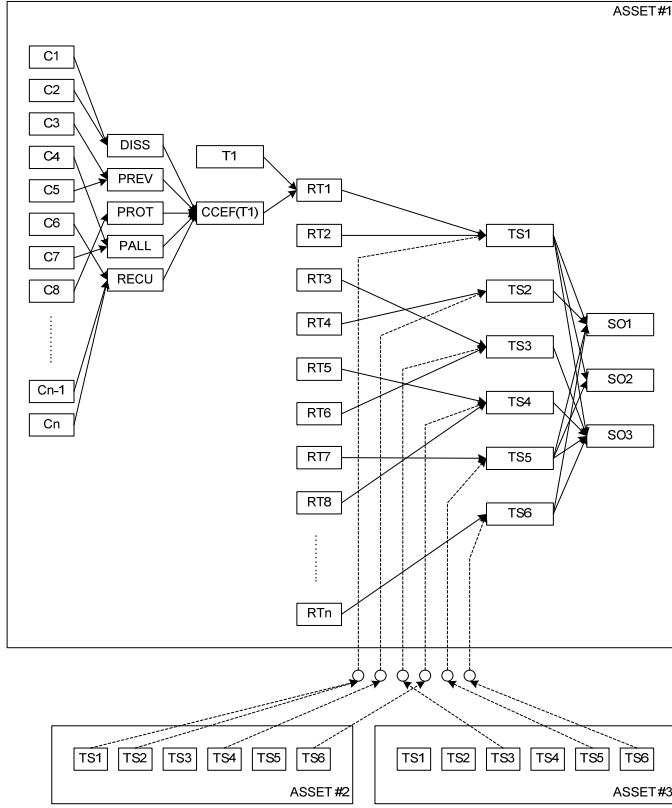 ASSET #1
C1
C2
C3
C4
C5
C6
C7
C8
Cn-1
Cn
DISS
PREV
PROT
PALL
RECU
T1
CCEF(T1)
RT1
RT2
RT3
RT4
RT5
RT6
RT7
RT8
RTn
TS1
TS2
TS3
TS4
TS5
TS6
SO1
SO2
SO3
TS1 TS2 TS3 TS4 TS5 TS6
ASSET #2
TS1 TS2 TS3 TS4 TS5 TS6
ASSET #3